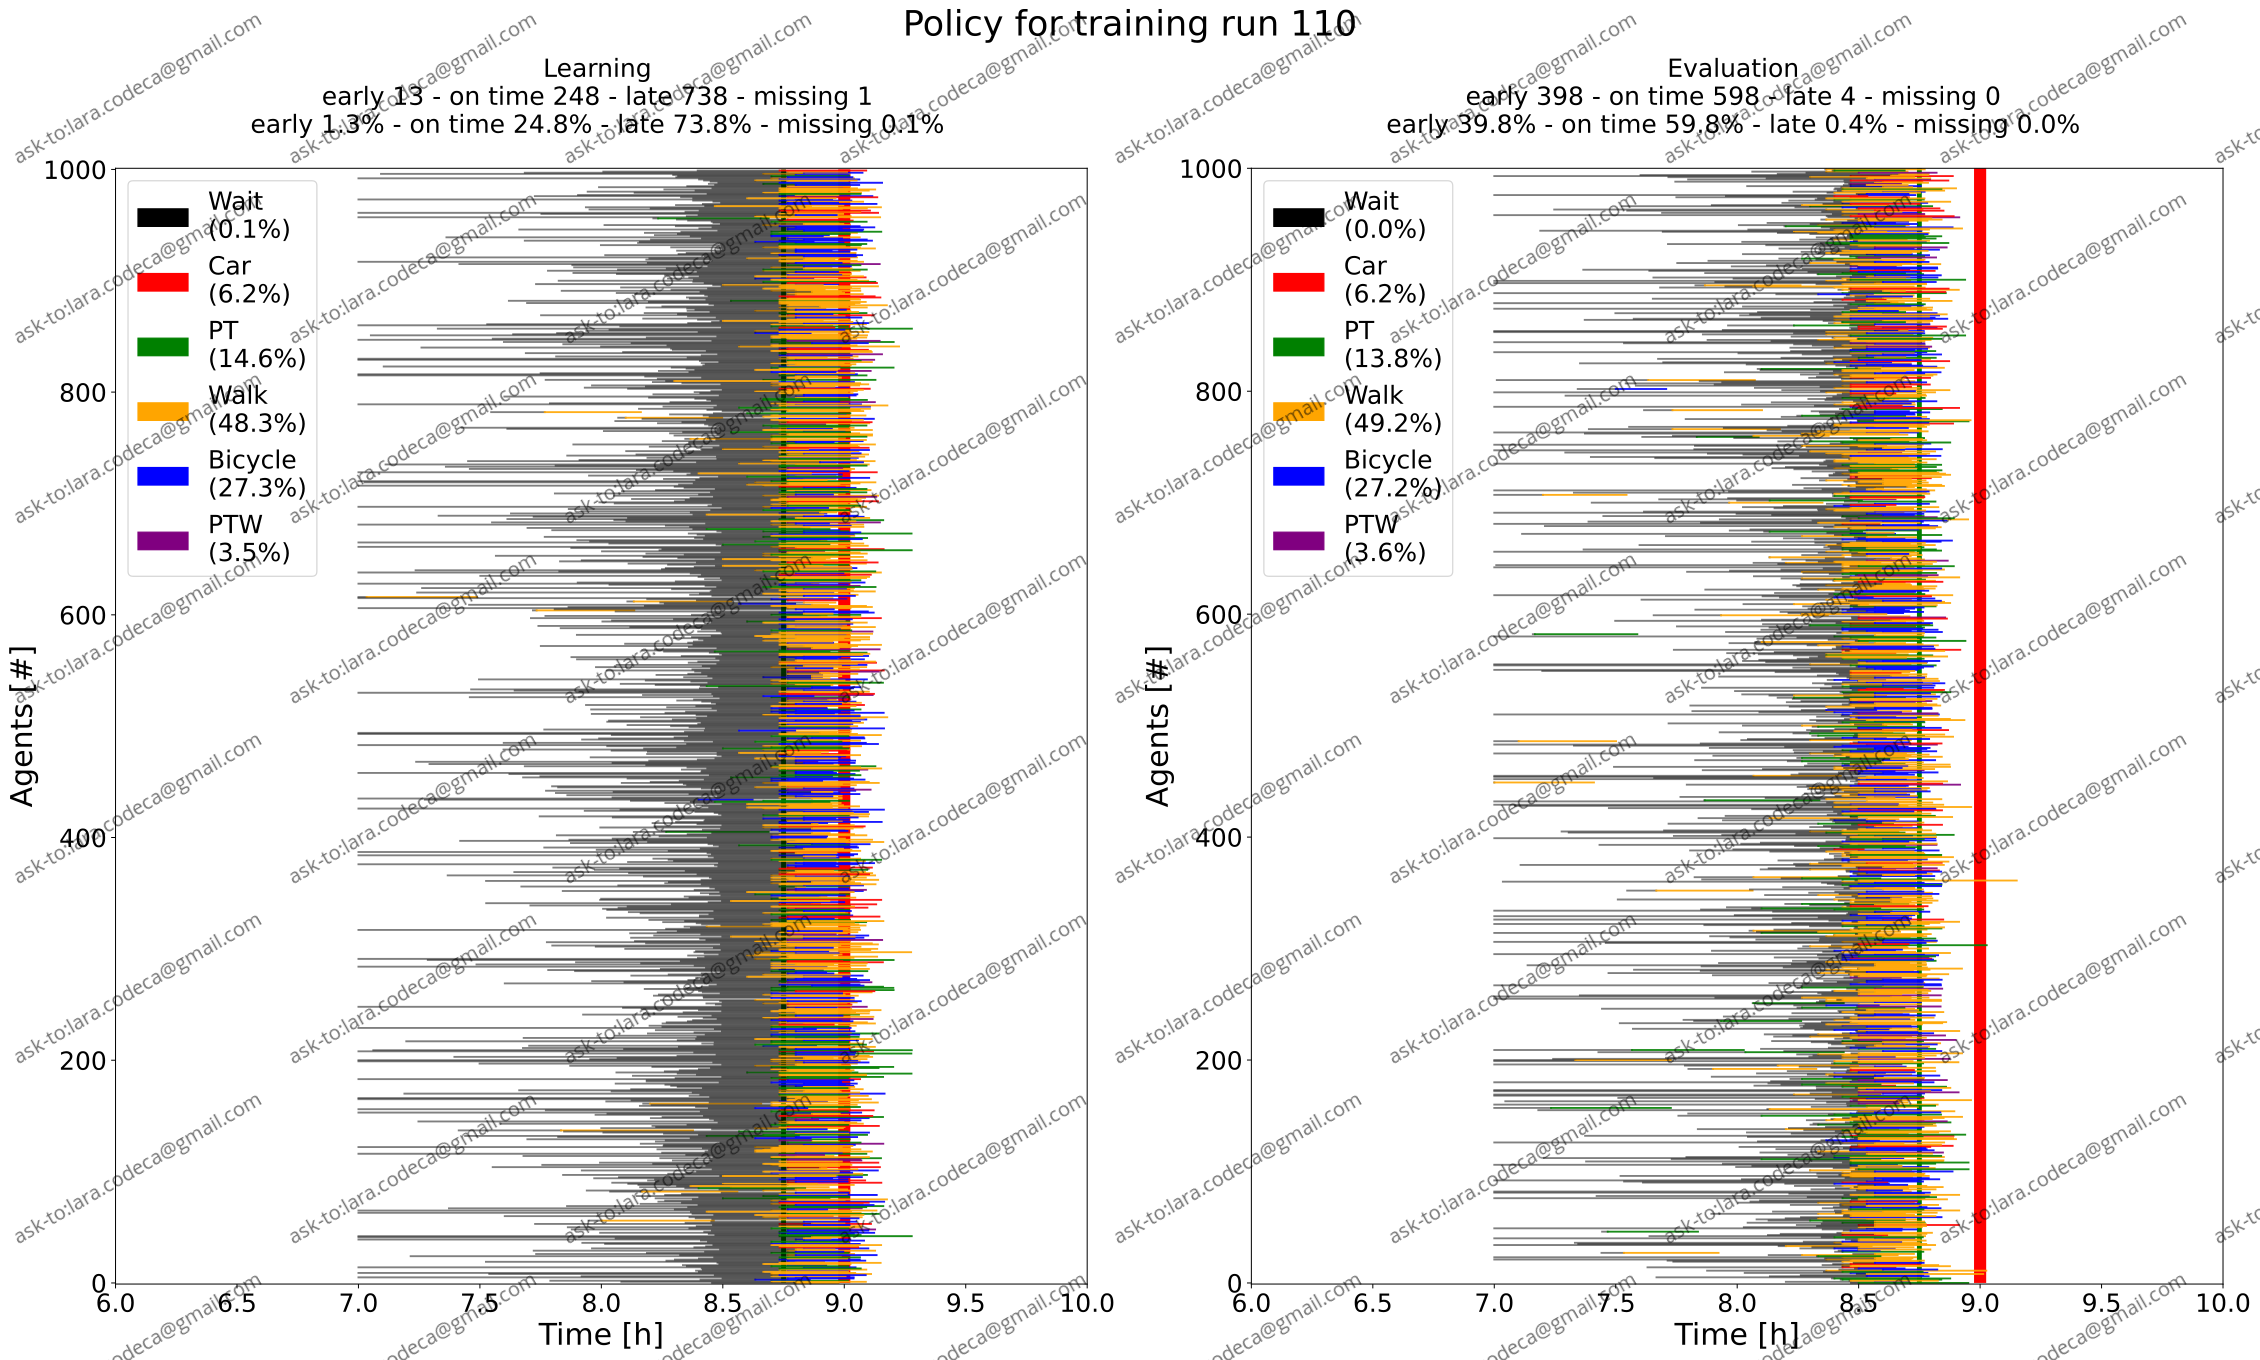 Policy for training run 110
Learning
early 13 - on time 248 - late 738 - missing 1
early 1.3% - on time 24.8% - late 73.8% - missing 0.1%
1000
800
600
400
200
0
Agents [#]
Wait
(0.1%)
Car
(6.2%)
PT
(14.6%)
Walk
(48.3%)
Bicycle
(27.3%)
PTW
(3.5%)
6.0 6.5 7.0 7.5 8.0 8.5 9.0 9.5 10.0
Time [h]
Evaluation
early 398 - on time 598 - late 4 - missing 0
early 39.8% - on time 59.8% - late 0.4% - missing 0.0%
1000
800
600
400
200
0
Agents [#]
Wait
(0.0%)
Car
(6.2%)
PT
(13.8%)
Walk
(49.2%)
Bicycle
(27.2%)
PTW
(3.6%)
6.0 6.5 7.0 7.5 8.0 8.5 9.0 9.5 10.0
Time [h]
ask-to:lara.codeca@gmail.com